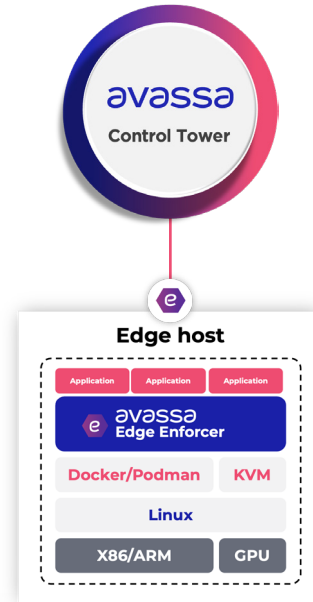 avassa
Control Tower
e
Edge host
Application Application Application
e avassa
Edge Enforcer
Docker/Podman KVM
Linux
X86/ARM GPU